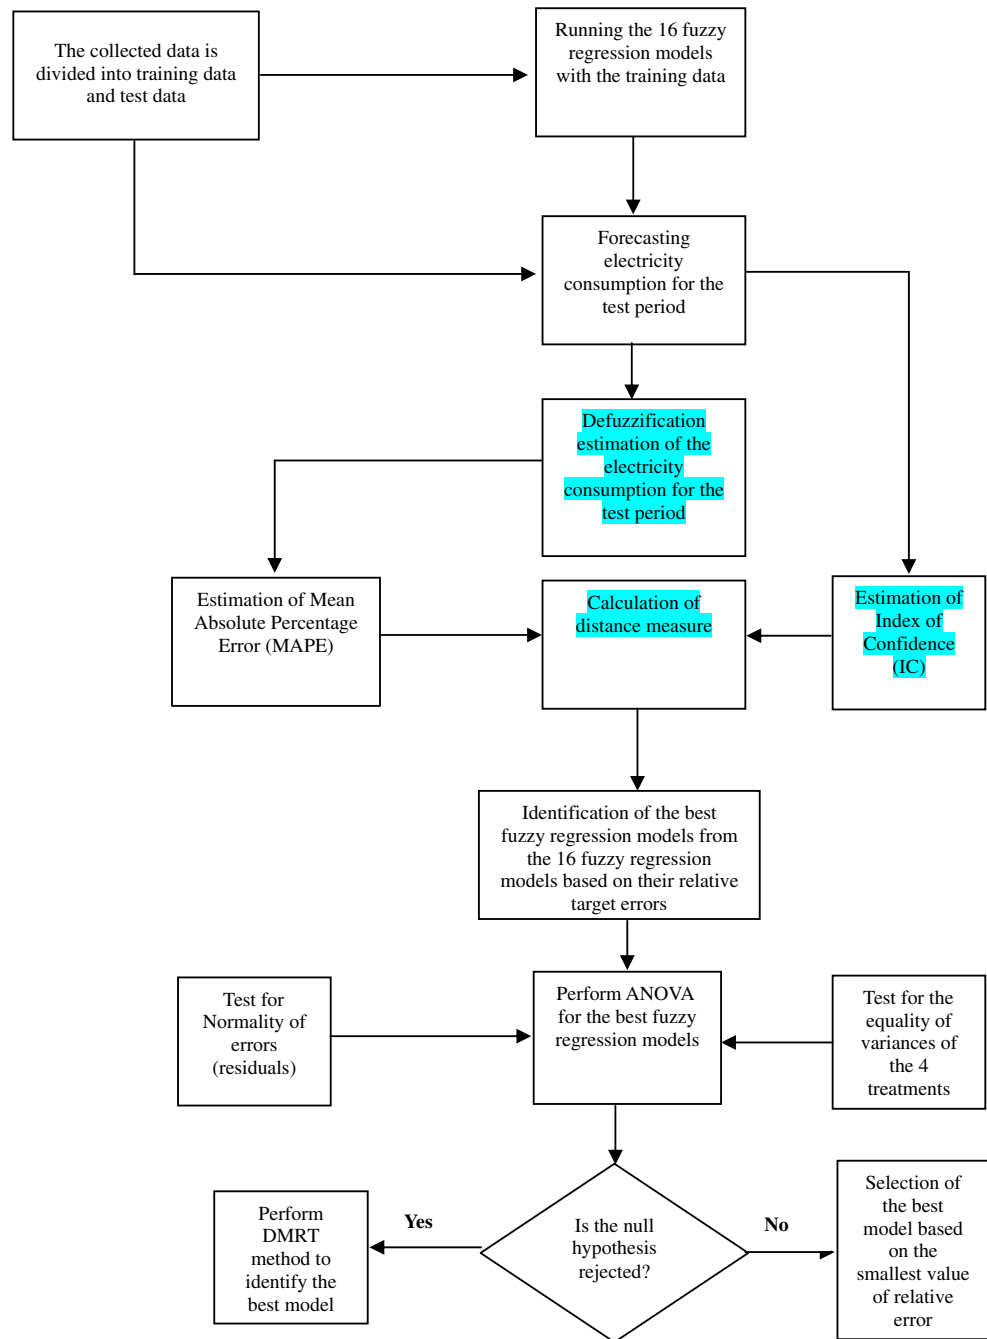 The collected data is
divided into training data
and test data
Running the 16 fuzzy
regression models
with the training data
Forecasting
electricity
consumption for the
test period
Defuzzification
estimation of the
electricity
consumption for the
test period
Estimation of Mean
Absolute Percentage
Error (MAPE)
Calculation of
distance measure
Estimation of
Index of
Confidence
(IC)
Identification of the best
fuzzy regression models from
the 16 fuzzy regression
models based on their relative
target errors
Test for
Normality of
errors
(residuals)
Perform ANOVA
for the best fuzzy
regression models
Test for the
equality of
variances of
the 4
treatments
Perform
DMRT
method to
identify the
best model
Yes
Is the null
hypothesis
rejected?
No
Selection of
the best
model based
on the
smallest value
of relative
error